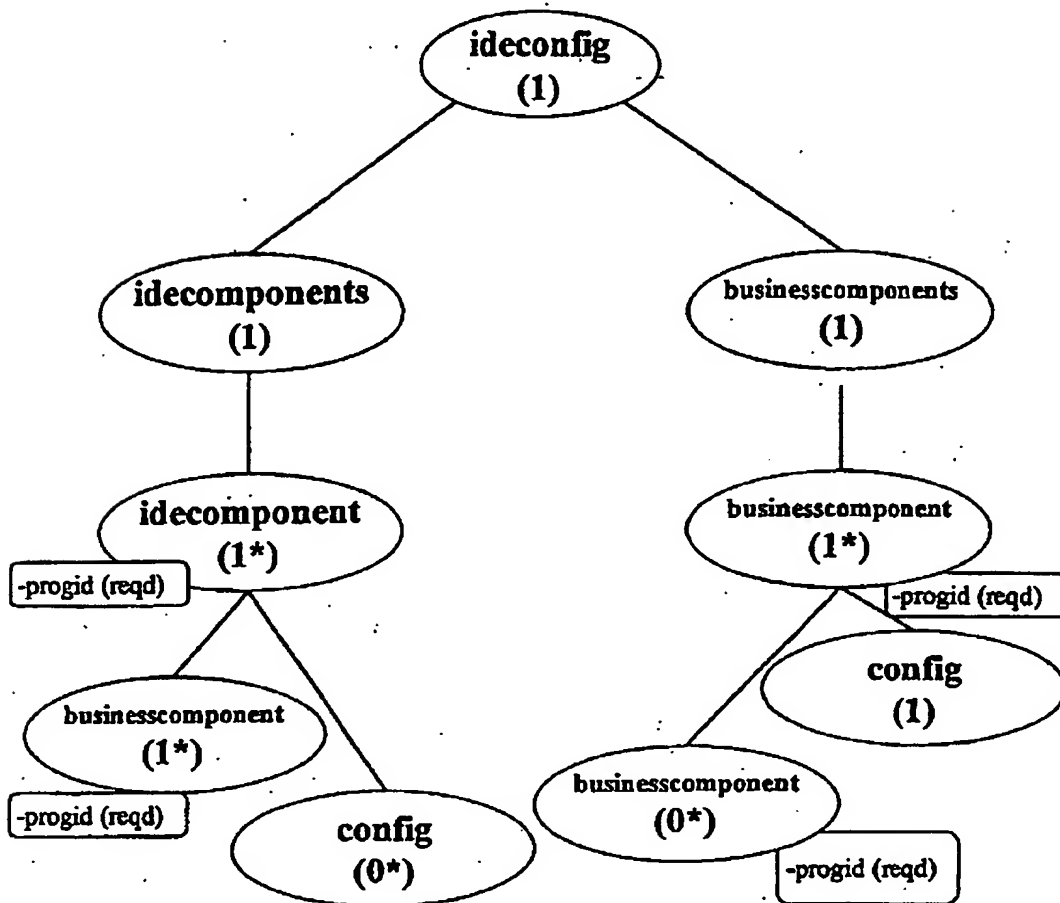 ideconfig
(1)
idecomponents
(1)
businesscomponents
(1)
idecomponent
(1*)
-progid (reqd)
businesscomponent
(1*)
-progid (reqd)
businesscomponent
(1*)
-progid (reqd)
config
(0*)
config
(1)
businesscomponent
(0*)
-progid (reqd)